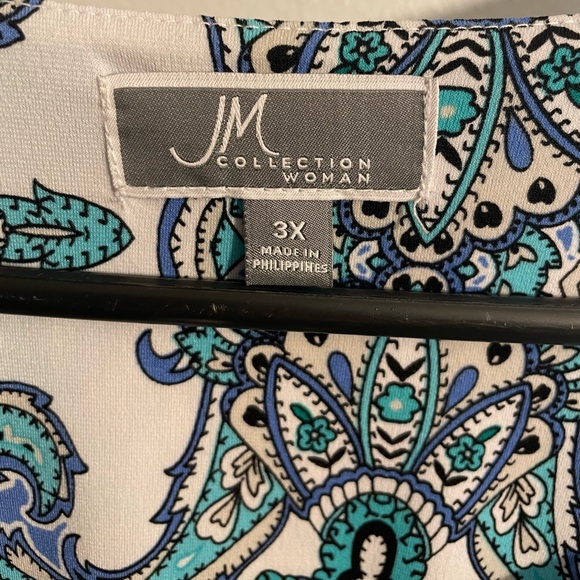 JM
COLLECTION
WOMAN
3X
MADE IN
PHILIPPINES